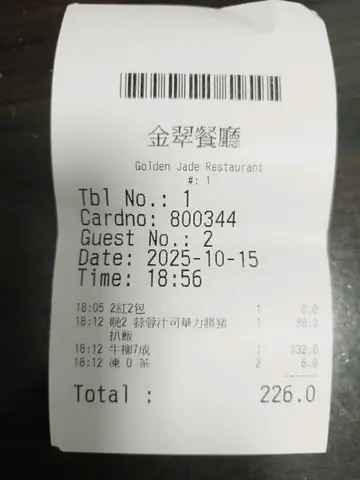 金翠餐廳
Golden Jade Restaurant
#: 1
Tbl No.: 1
Cardno: 800344
Guest No.: 2
Date: 2025-10-15
Time: 18:56
18:05 2紅2包 1 0.0
18:12 晚2 蒜蓉汁司華力腸豬 1 88.0
扒飯
18:12 牛柳7成 1 132.0
18:12 凍 0 茶 2 6.0
------
Total : 226.0